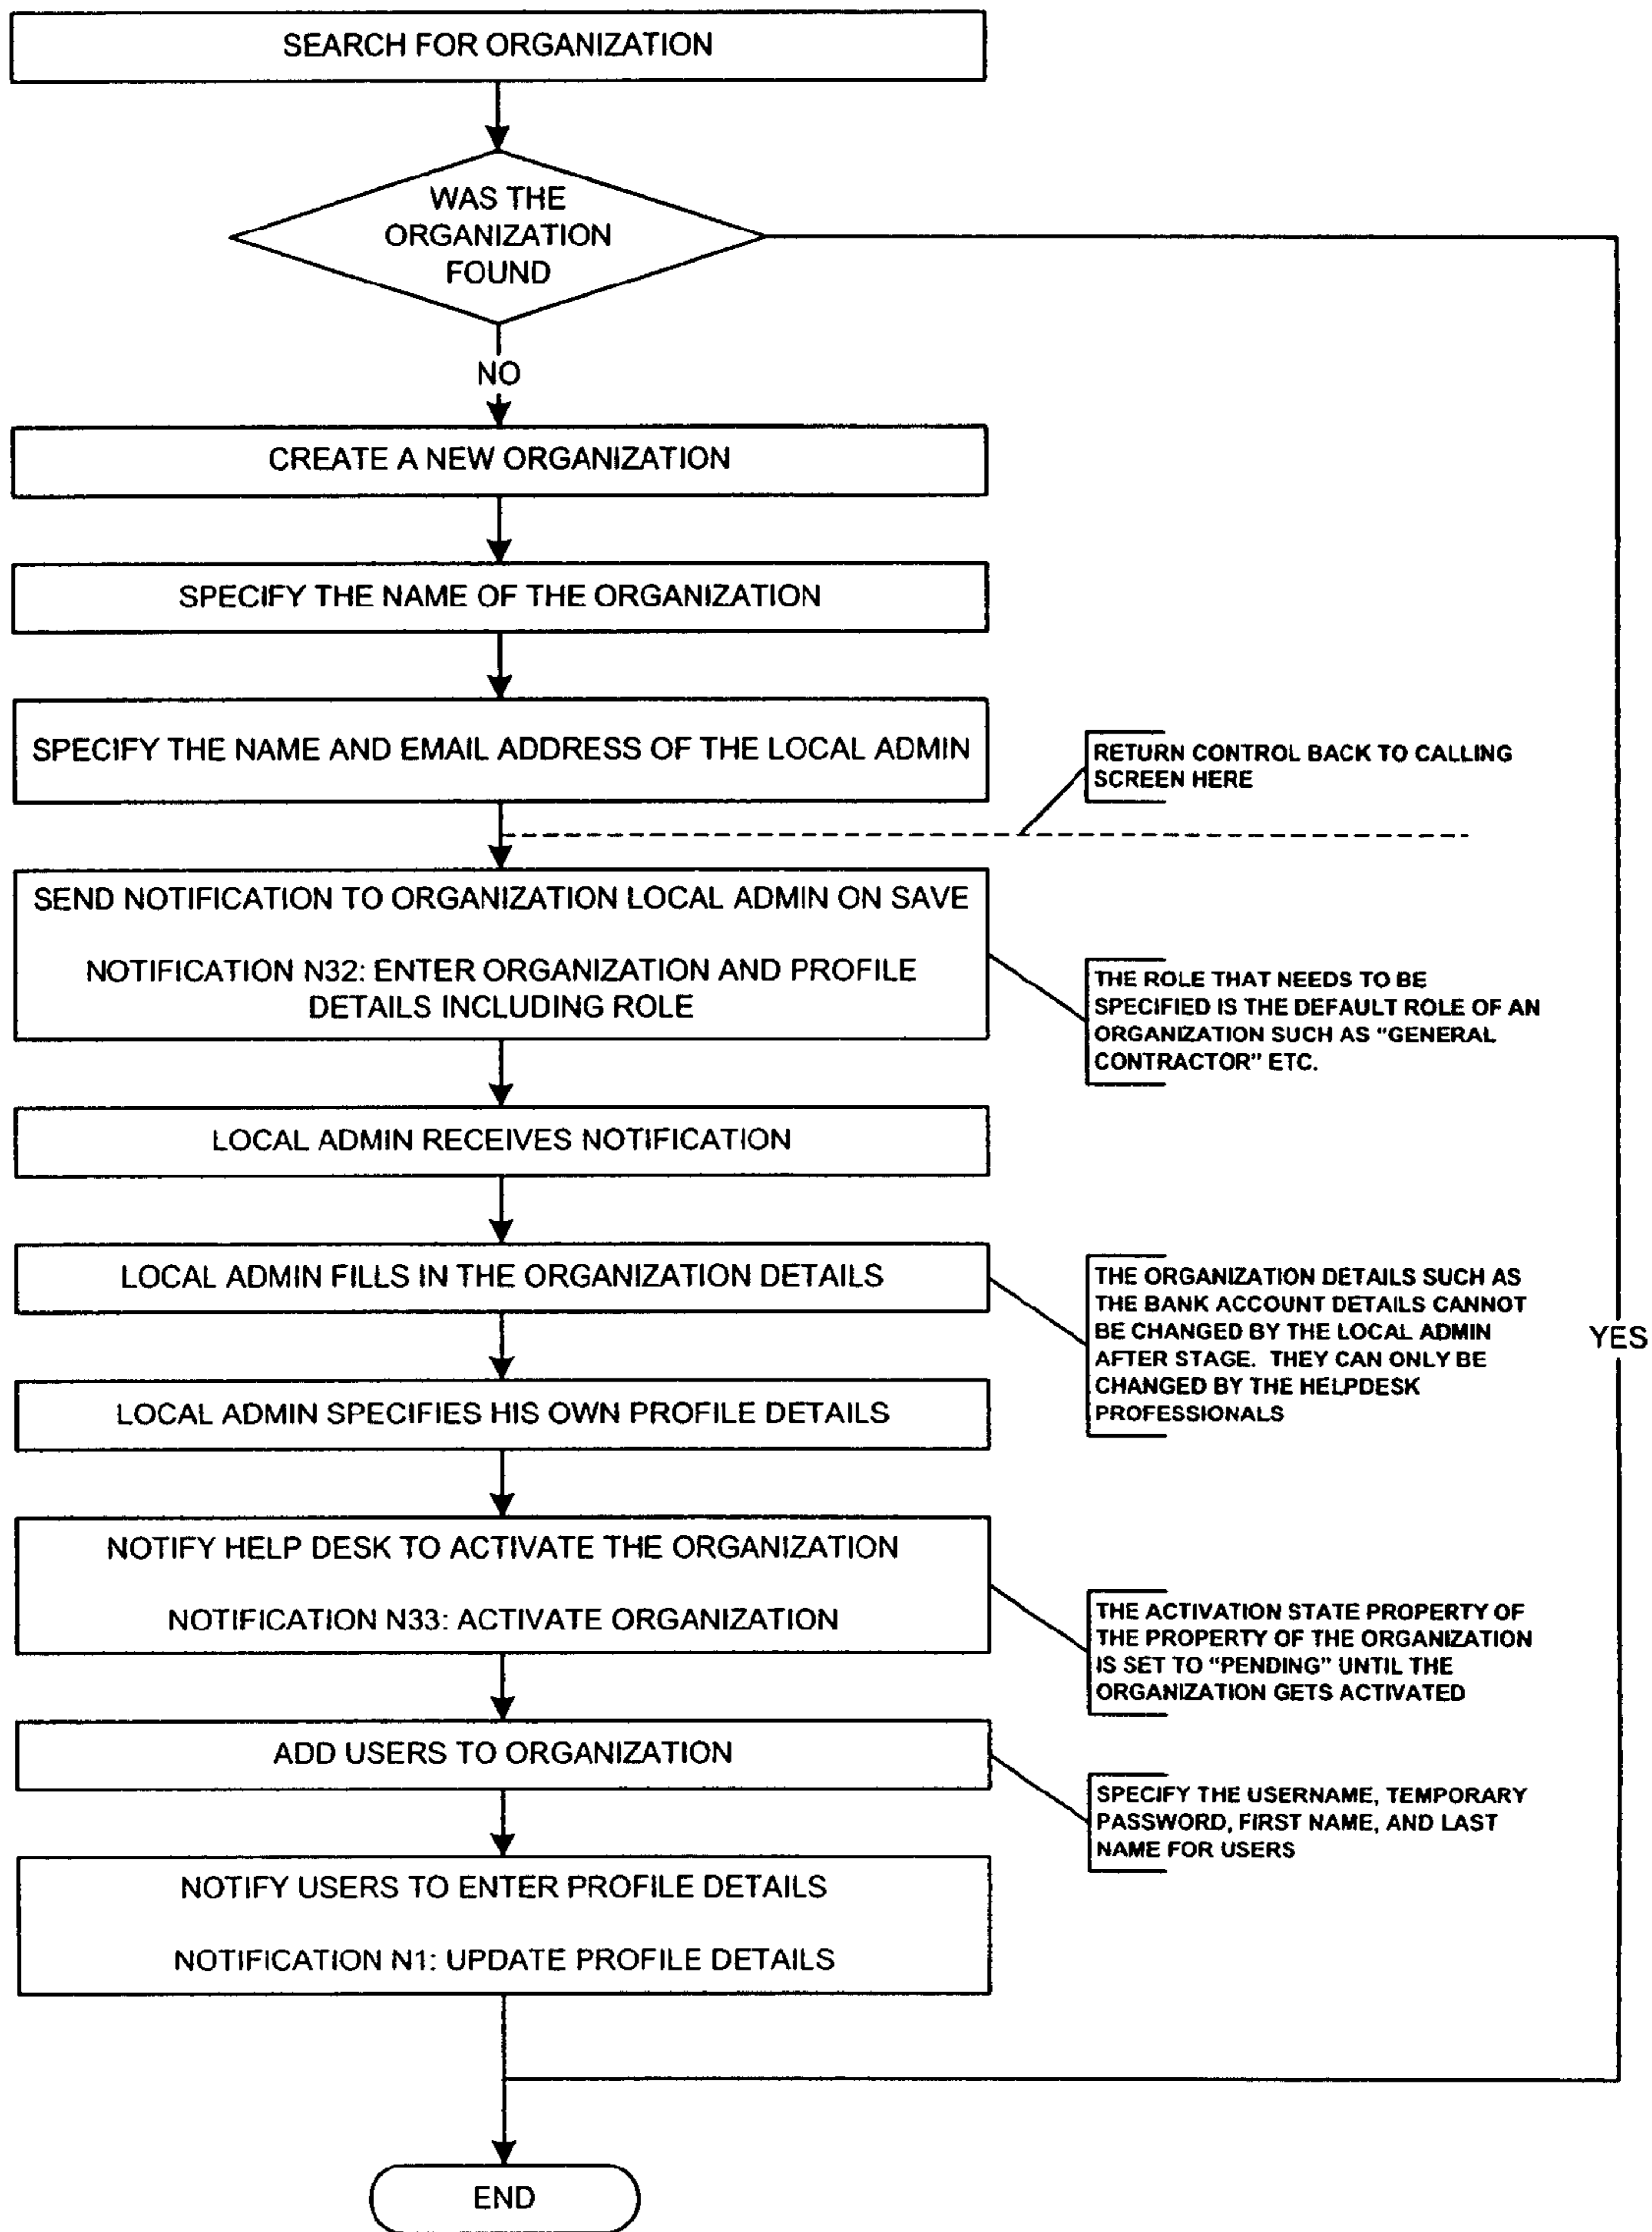 SEARCH FOR ORGANIZATION
WAS THE
ORGANIZATION
FOUND
NO
CREATE A NEW ORGANIZATION
SPECIFY THE NAME OF THE ORGANIZATION
SPECIFY THE NAME AND EMAIL ADDRESS OF THE LOCAL ADMIN
RETURN CONTROL BACK TO CALLING
SCREEN HERE
SEND NOTIFICATION TO ORGANIZATION LOCAL ADMIN ON SAVE
NOTIFICATION N32: ENTER ORGANIZATION AND PROFILE
DETAILS INCLUDING ROLE
THE ROLE THAT NEEDS TO BE
SPECIFIED IS THE DEFAULT ROLE OF AN
ORGANIZATION SUCH AS "GENERAL
CONTRACTOR" ETC.
LOCAL ADMIN RECEIVES NOTIFICATION
LOCAL ADMIN FILLS IN THE ORGANIZATION DETAILS
THE ORGANIZATION DETAILS SUCH AS
THE BANK ACCOUNT DETAILS CANNOT
BE CHANGED BY THE LOCAL ADMIN
AFTER STAGE. THEY CAN ONLY BE
CHANGED BY THE HELPDESK
PROFESSIONALS
YES
LOCAL ADMIN SPECIFIES HIS OWN PROFILE DETAILS
NOTIFY HELP DESK TO ACTIVATE THE ORGANIZATION
NOTIFICATION N33: ACTIVATE ORGANIZATION
THE ACTIVATION STATE PROPERTY OF
THE PROPERTY OF THE ORGANIZATION
IS SET TO "PENDING" UNTIL THE
ORGANIZATION GETS ACTIVATED
ADD USERS TO ORGANIZATION
SPECIFY THE USERNAME, TEMPORARY
PASSWORD, FIRST NAME, AND LAST
NAME FOR USERS
NOTIFY USERS TO ENTER PROFILE DETAILS
NOTIFICATION N1: UPDATE PROFILE DETAILS
END